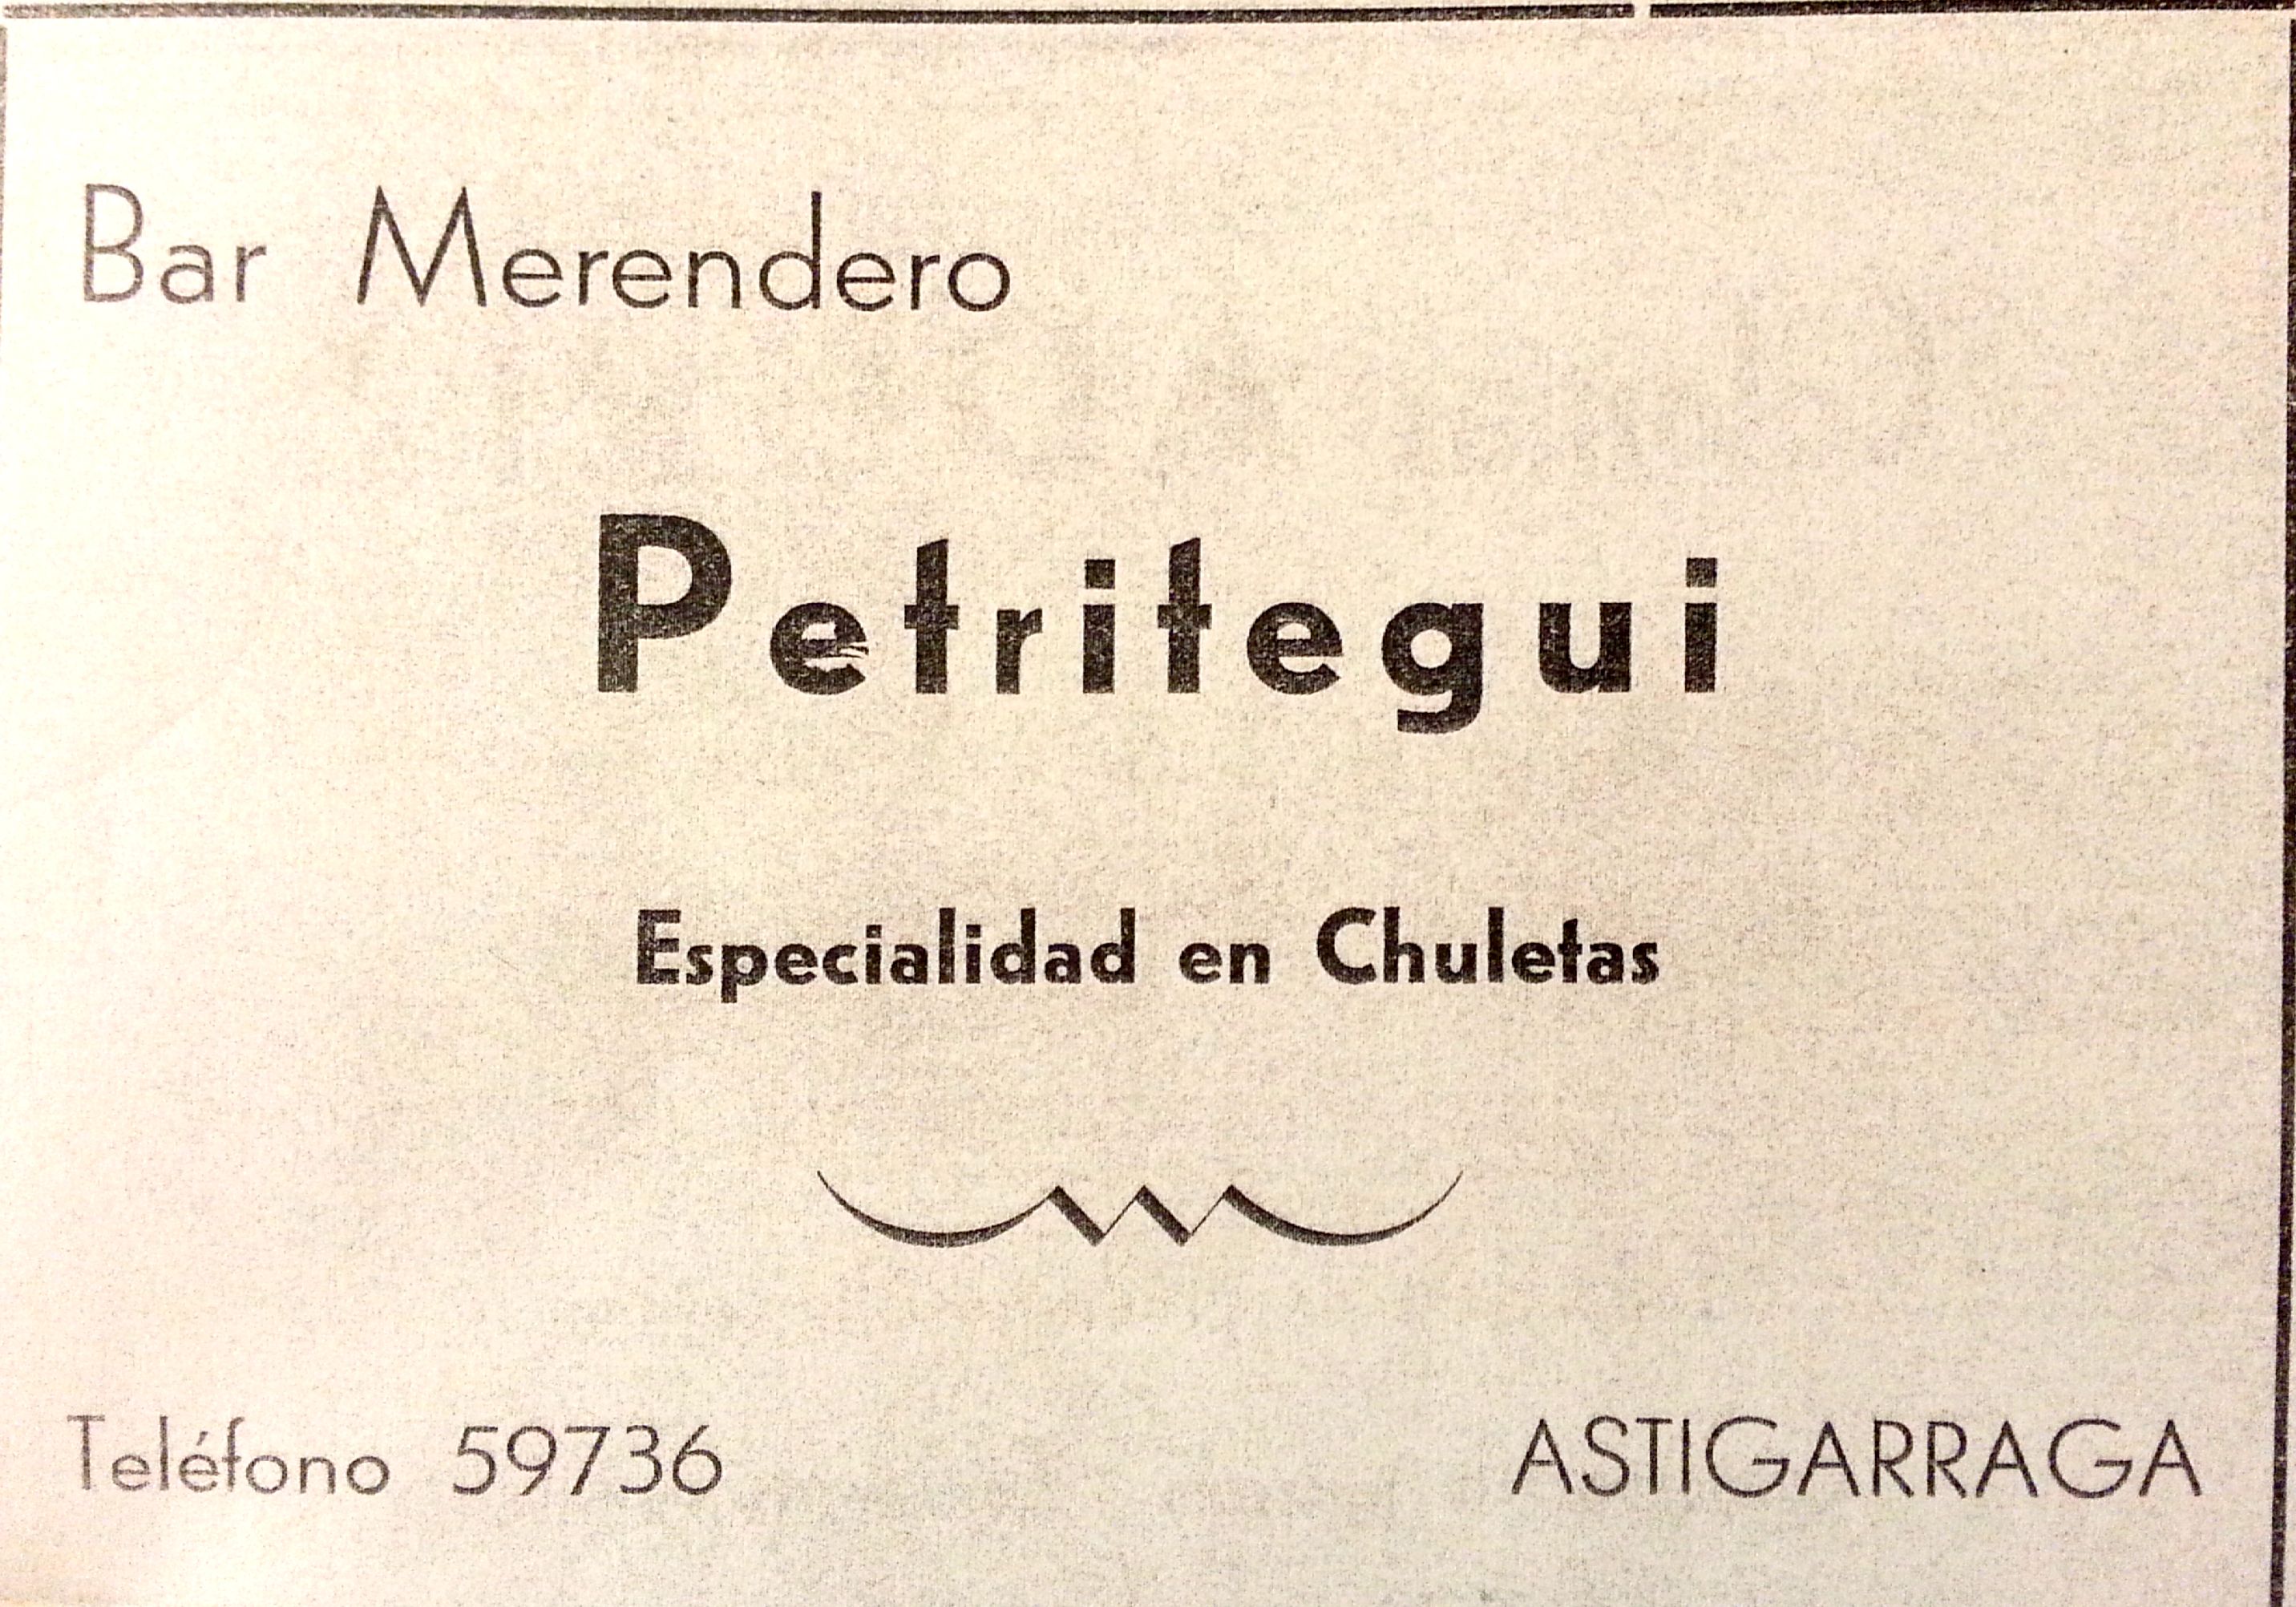 Bar Merendero
Petritegui
Especialidad en Chuletas
Teléfono 59736
ASTIGARRAGA